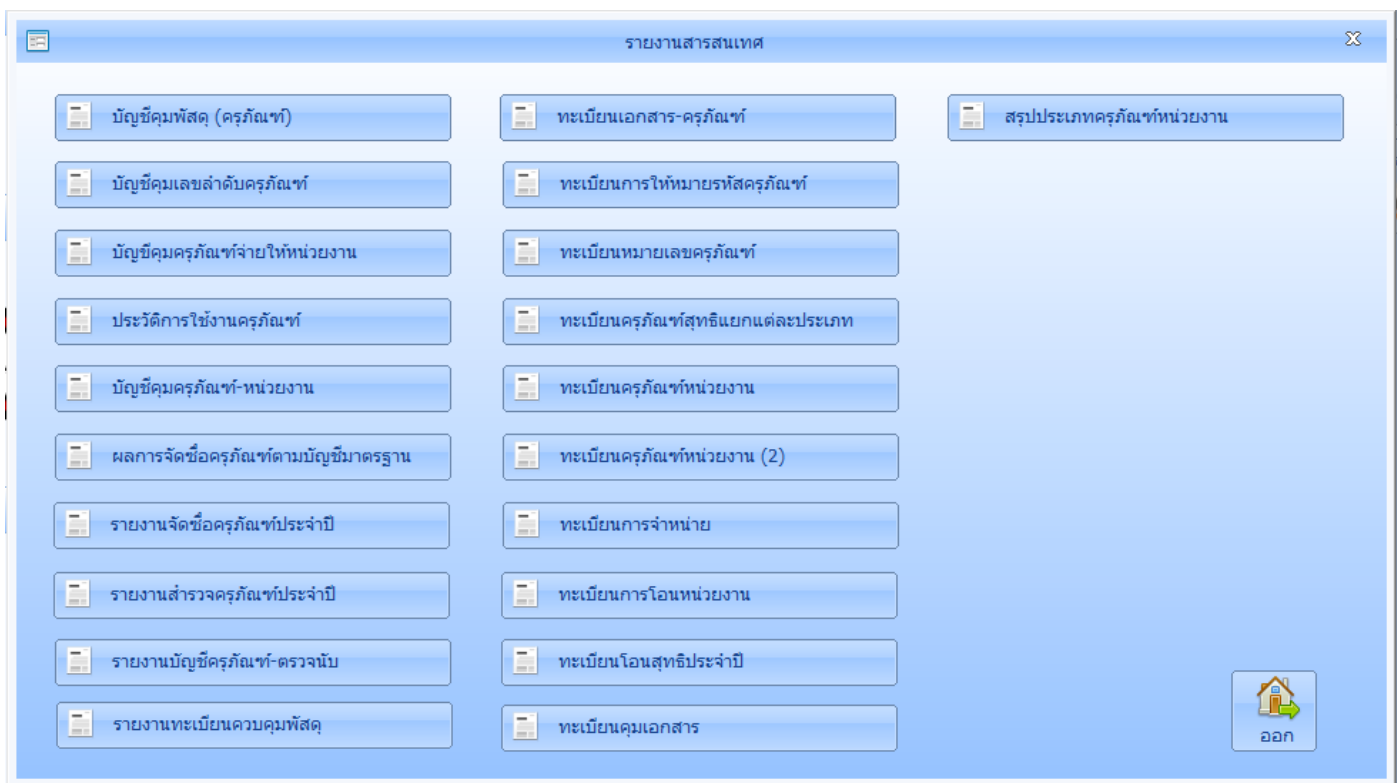 รายงานสารสนเทศ
บัญชีคุมพัสดุ (ครุภัณฑ์)
บัญชีคุมเลขลำดับครุภัณฑ์
บัญขีคุมครุภัณฑ์จ่ายให้หน่วยงาน
ประวัติการใช้งานครุภัณฑ์
บัญชีคุมครุภัณฑ์-หน่วยงาน
ผลการจัดซื้อครุภัณฑ์ตามบัญชีมาตรฐาน
รายงานจัดซื้อครุภัณฑ์ประจำปี
รายงานสำรวจครุภัณฑ์ประจำปี
รายงานบัญชีครุภัณฑ์-ตรวจนับ
รายงานทะเบียนควบคุมพัสดุ
ทะเบียนเอกสาร-ครุภัณฑ์
ทะเบียนการให้หมายรหัสครุภัณฑ์
ทะเบียนหมายเลขครุภัณฑ์
ทะเบียนครุภัณฑ์สุทธิแยกแต่ละประเภท
ทะเบียนครุภัณฑ์หน่วยงาน
ทะเบียนครุภัณฑ์หน่วยงาน (2)
ทะเบียนการจำหน่าย
ทะเบียนการโอนหน่วยงาน
ทะเบียนโอนสุทธิประจำปี
ทะเบียนคุมเอกสาร
สรุปประเภทครุภัณฑ์หน่วยงาน
ออก